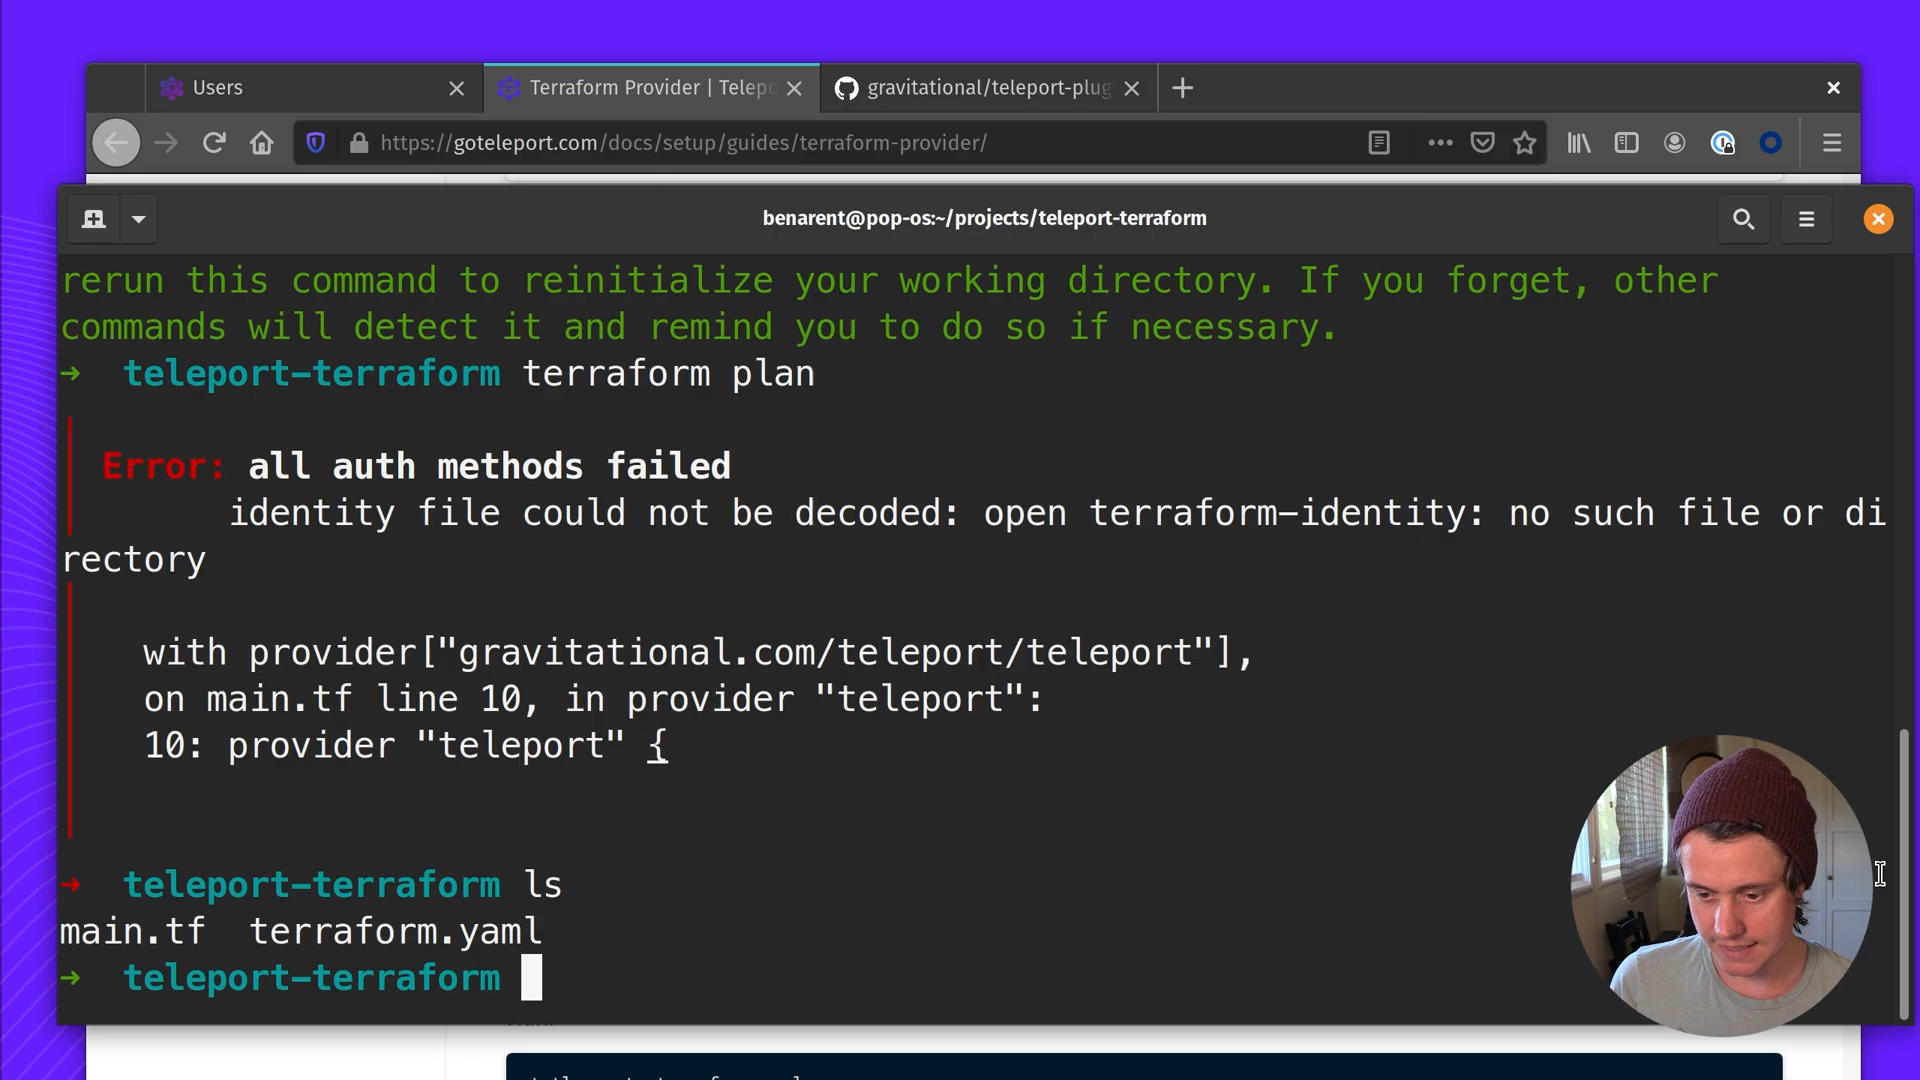 Users
Terraform Provider | Telepo
gravitational/teleport-plug
https://goteleport.com/docs/setup/guides/terraform-provider/
benarent@pop-os:~/projects/teleport-terraform
rerun this command to reinitialize your working directory. If you forget, other
commands will detect it and remind you to do so if necessary.
➜ teleport-terraform terraform plan
Error: all auth methods failed
identity file could not be decoded: open terraform-identity: no such file or di
rectory
with provider["gravitational.com/teleport/teleport"],
on main.tf line 10, in provider "teleport":
10: provider "teleport" {
➜ teleport-terraform ls
main.tf terraform.yaml
➜ teleport-terraform